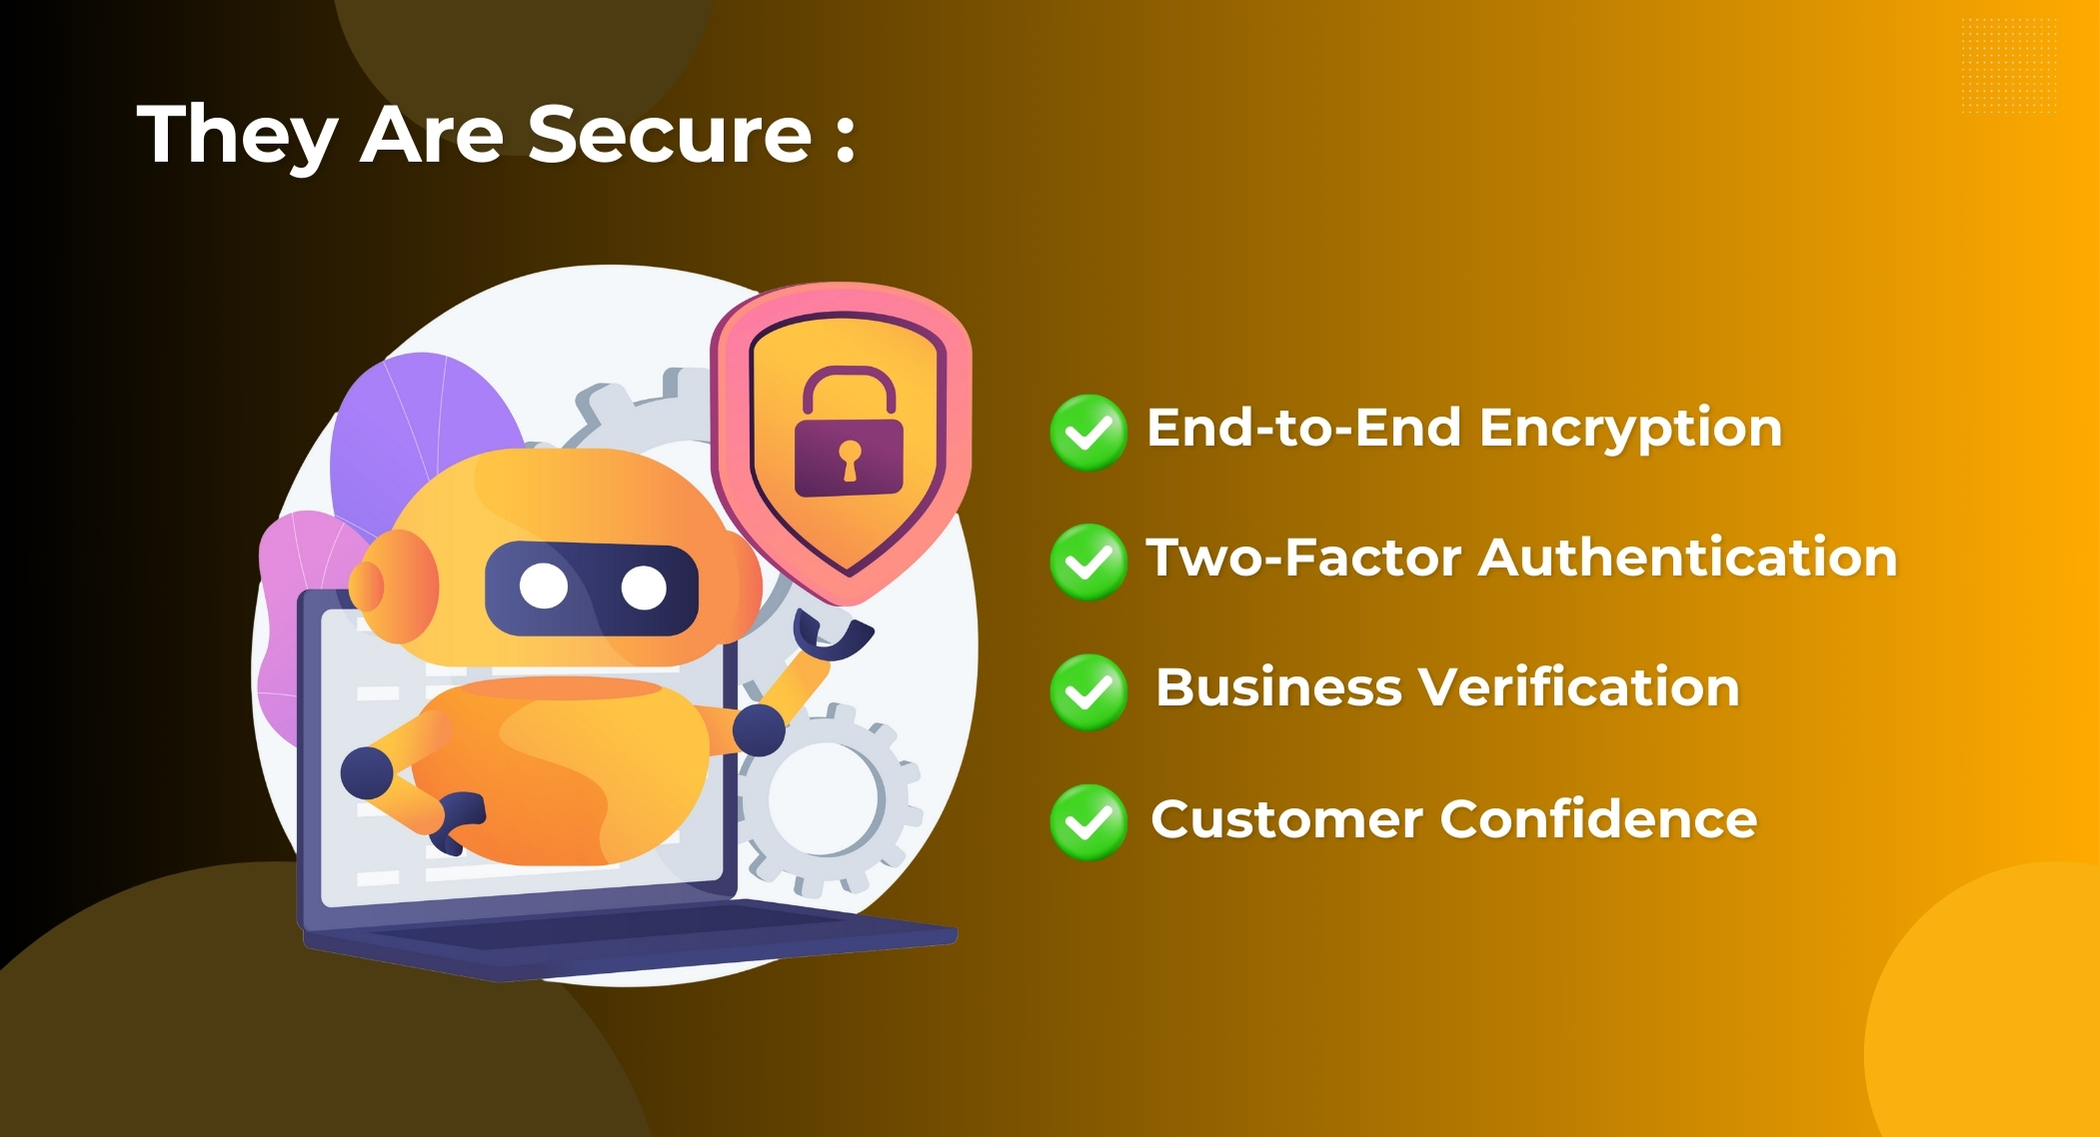 They Are Secure :
End-to-End Encryption
Two-Factor Authentication
Business Verification
Customer Confidence